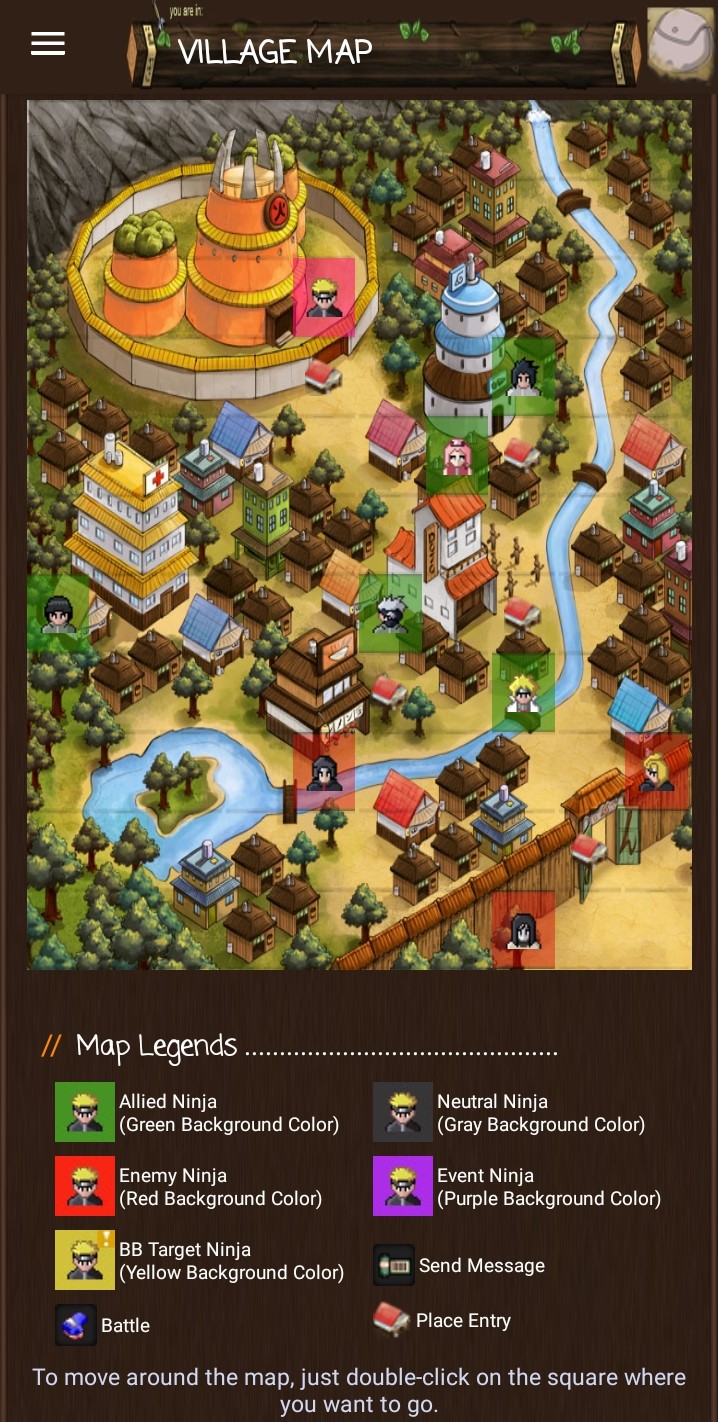 you are in:
VILLAGE MAP
火
// Map Legends ............................................
Allied Ninja
(Green Background Color)
Neutral Ninja
(Gray Background Color)
Enemy Ninja
(Red Background Color)
Event Ninja
(Purple Background Color)
BB Target Ninja
(Yellow Background Color)
Send Message
Battle
Place Entry
To move around the map, just double-click on the square where
you want to go.